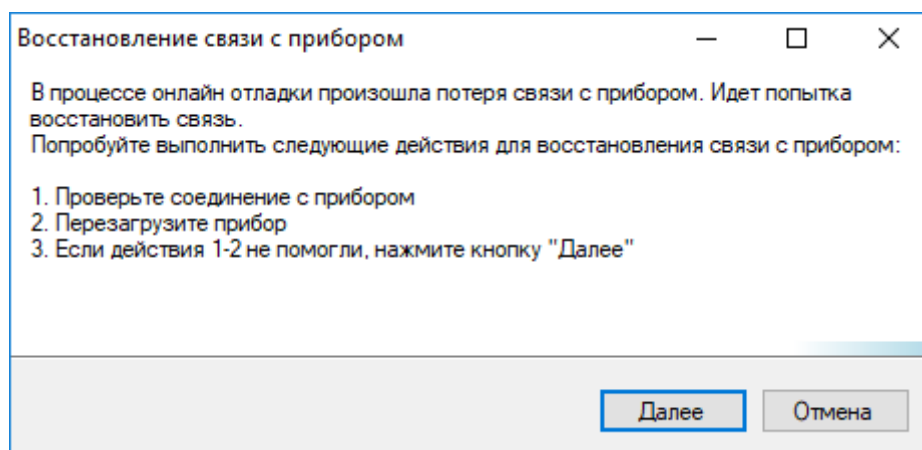 Восстановление связи с прибором
В процессе онлайн отладки произошла потеря связи с прибором. Идет попытка
восстановить связь.
Попробуйте выполнить следующие действия для восстановления связи с прибором:
1. Проверьте соединение с прибором
2. Перезагрузите прибор
3. Если действия 1-2 не помогли, нажмите кнопку "Далее"
Далее
Отмена